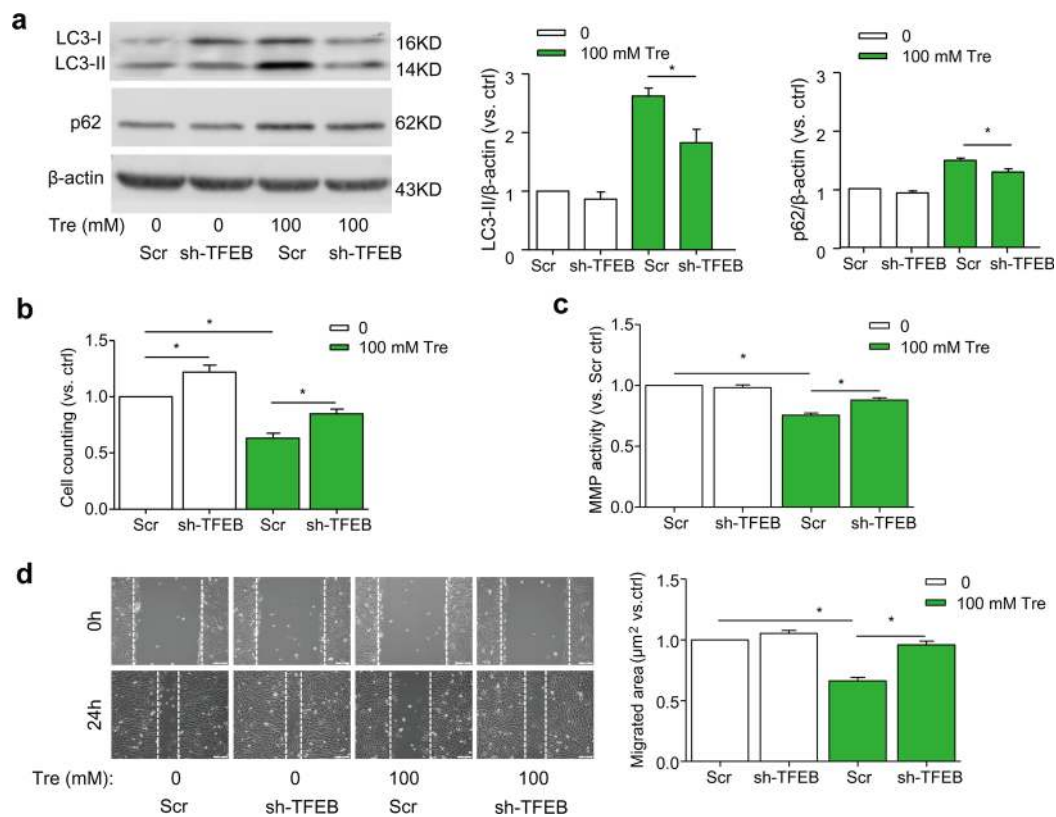 a
LC3-I
LC3-II
16KD
14KD
p62
62KD
β-actin
43KD
Tre (mM) 0 0 100 100
Scr sh-TFEB Scr sh-TFEB
0
100 mM Tre
LC3-II/β-actin (vs. ctrl)
3
2
1
0
*
Scr sh-TFEB Scr sh-TFEB
0
100 mM Tre
p62/β-actin (vs. ctrl)
3
2
1
0
*
Scr sh-TFEB Scr sh-TFEB
b
0
100 mM Tre
Cell counting (vs. ctrl)
1.5
1.0
0.5
0.0
*
*
*
Scr sh-TFEB Scr sh-TFEB
c
0
100 mM Tre
MMP activity (vs. Scr ctrl)
1.5
1.0
0.5
0.0
*
*
Scr sh-TFEB Scr sh-TFEB
d
0h
24h
Tre (mM): 0 0 100 100
Scr sh-TFEB Scr sh-TFEB
0
100 mM Tre
Migrated area (µm² vs.ctrl)
1.5
1.0
0.5
0.0
*
*
Scr sh-TFEB Scr sh-TFEB